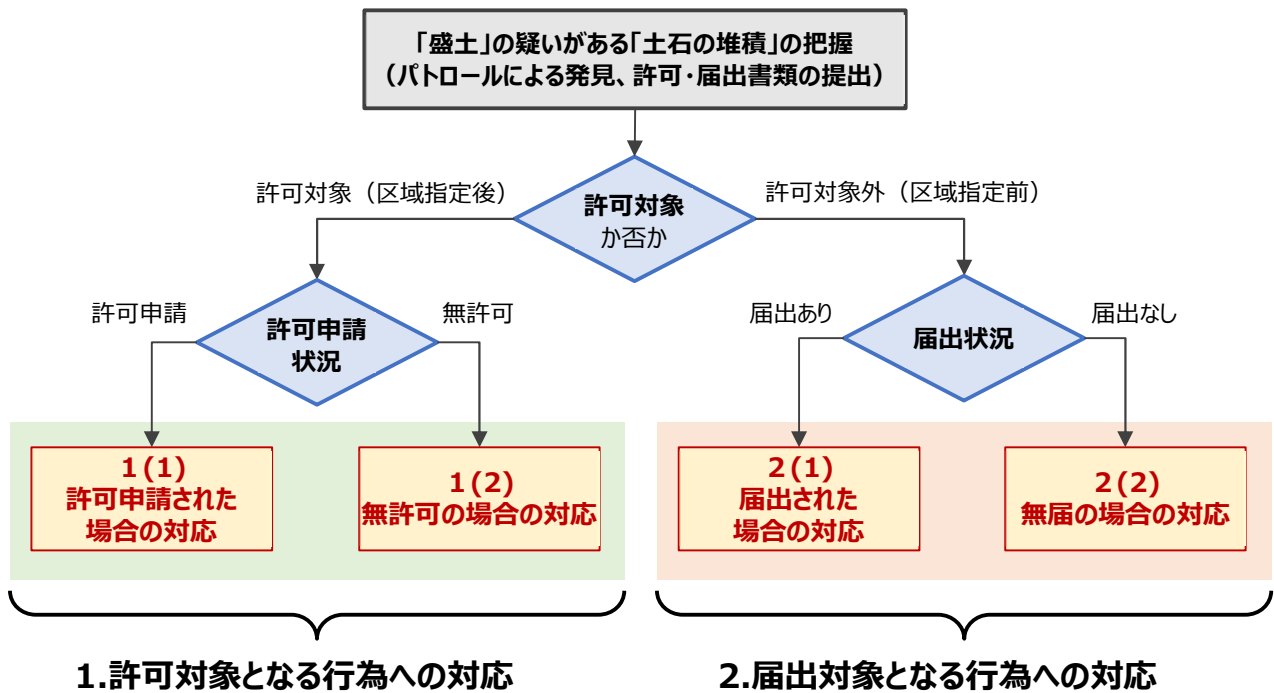 「盛土」の疑いがある「土石の堆積」の把握
（パトロールによる発見、許可・届出書類の提出）
許可対象（区域指定後）
許可対象外（区域指定前）
許可対象
か否か
許可申請
無許可
届出あり
届出なし
許可申請
状況
届出状況
1(1)
許可申請された
場合の対応
1(2)
無許可の場合の対応
2(1)
届出された
場合の対応
2(2)
無届の場合の対応
1.許可対象となる行為への対応
2.届出対象となる行為への対応